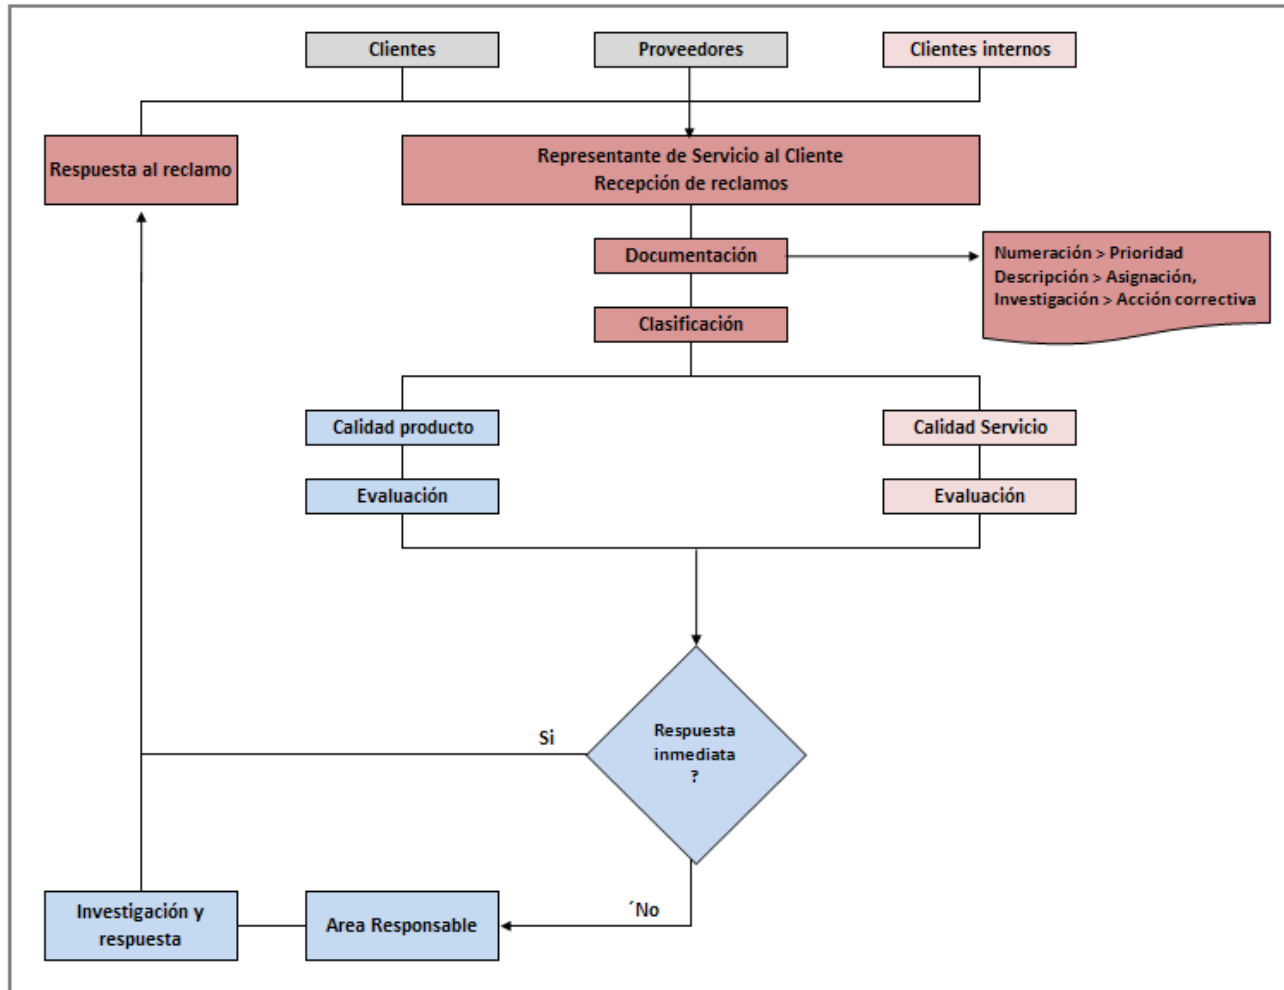 Clientes
Proveedores
Clientes internos
Respuesta al reclamo
Representante de Servicio al Cliente
Recepción de reclamos
Documentación
Numeración > Prioridad
Descripción > Asignación,
Investigación > Acción correctiva
Clasificación
Calidad producto
Calidad Servicio
Evaluación
Evaluación
Respuesta
inmediata
?
Si
´No
Investigación y
respuesta
Area Responsable